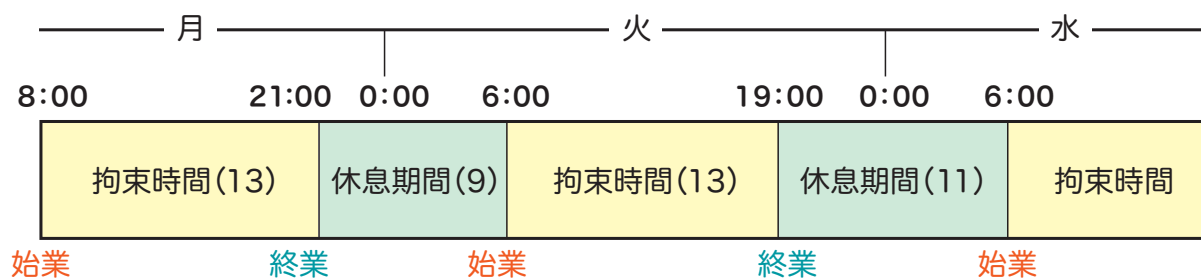 月 火 水
8:00 21:00 0:00 6:00 19:00 0:00 6:00
拘束時間(13) 休息期間(9) 拘束時間(13) 休息期間(11) 拘束時間
始業 終業 始業 終業 始業